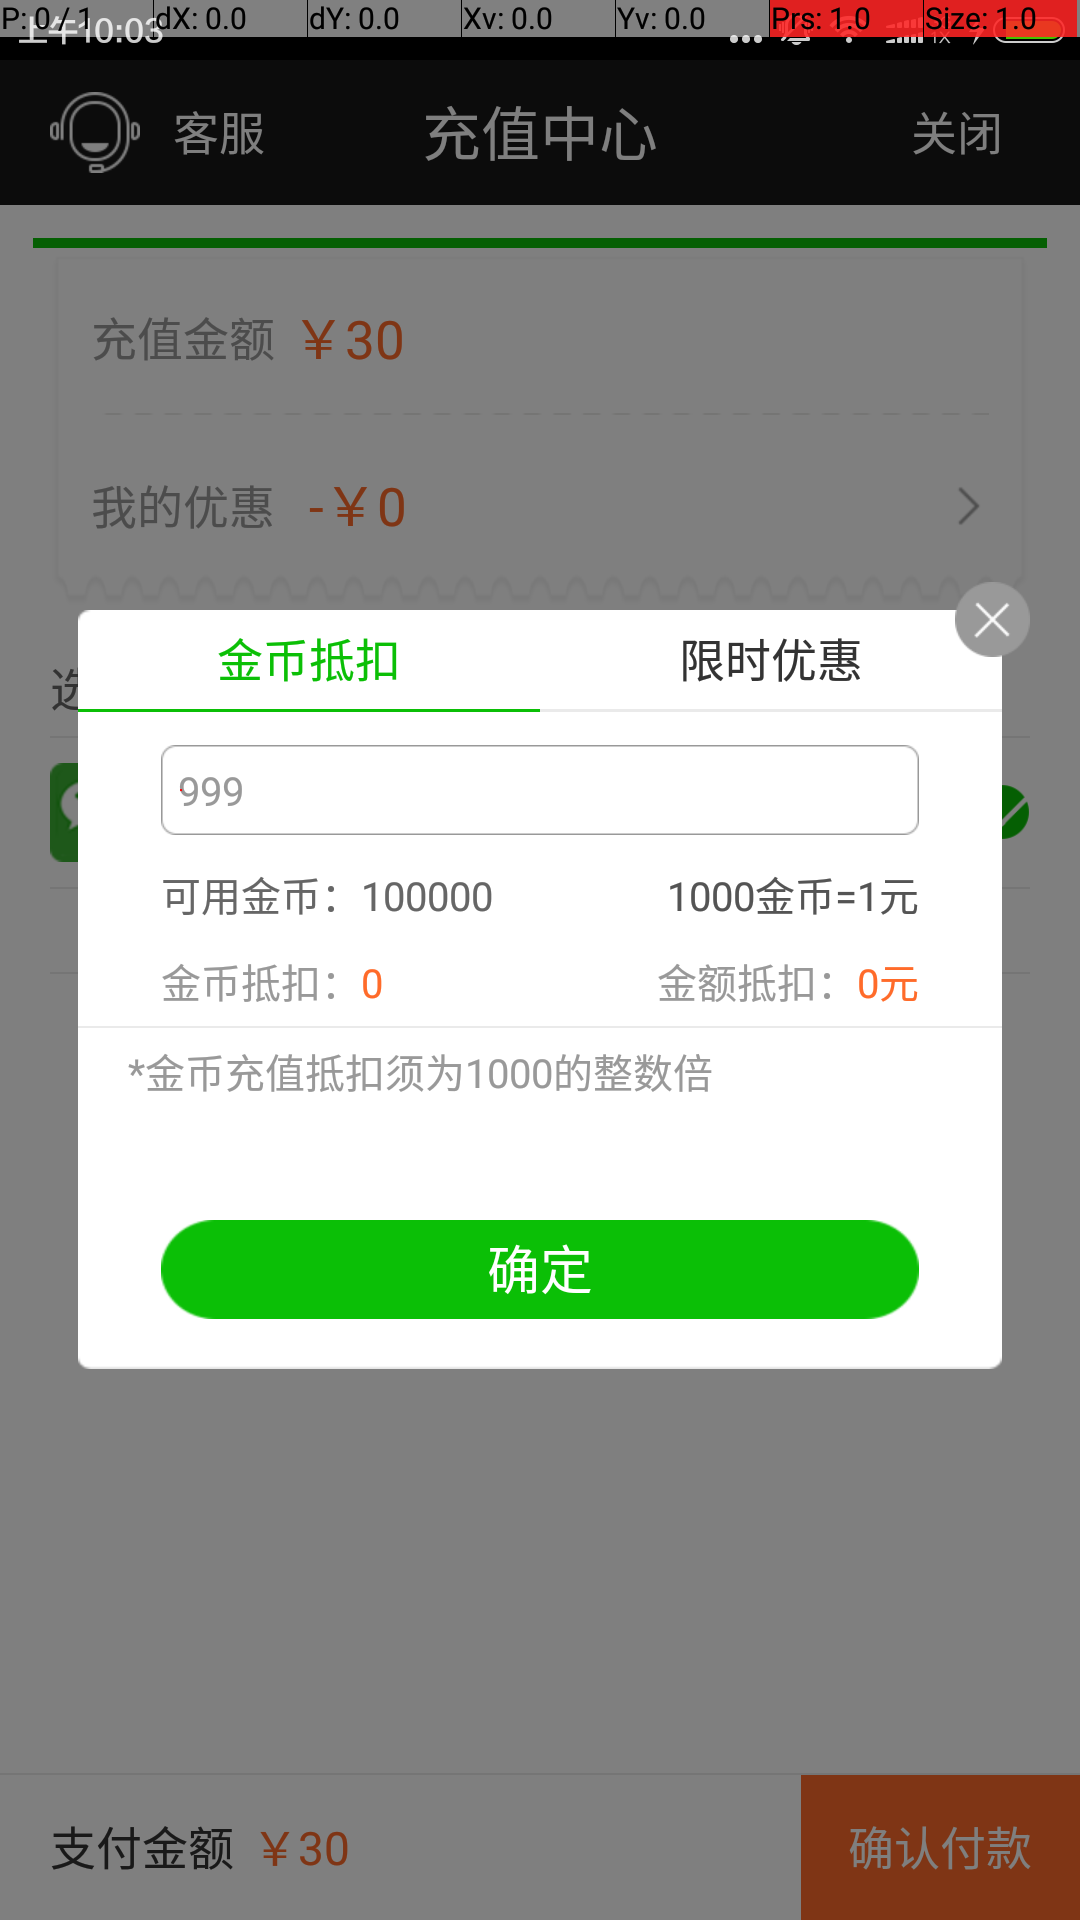 P: 0 / 1 dX: 0.0 dY: 0.0 Xv: 0.0 Yv: 0.0 Prs: 1.0 Size: 1.0
上午10:03
客服 充值中心 关闭
充值金额 ￥30
我的优惠 -￥0
金币抵扣 限时优惠
999
可用金币：100000 1000金币=1元
金币抵扣：0 金额抵扣：0元
*金币充值抵扣须为1000的整数倍
确定
支付金额 ￥30 确认付款